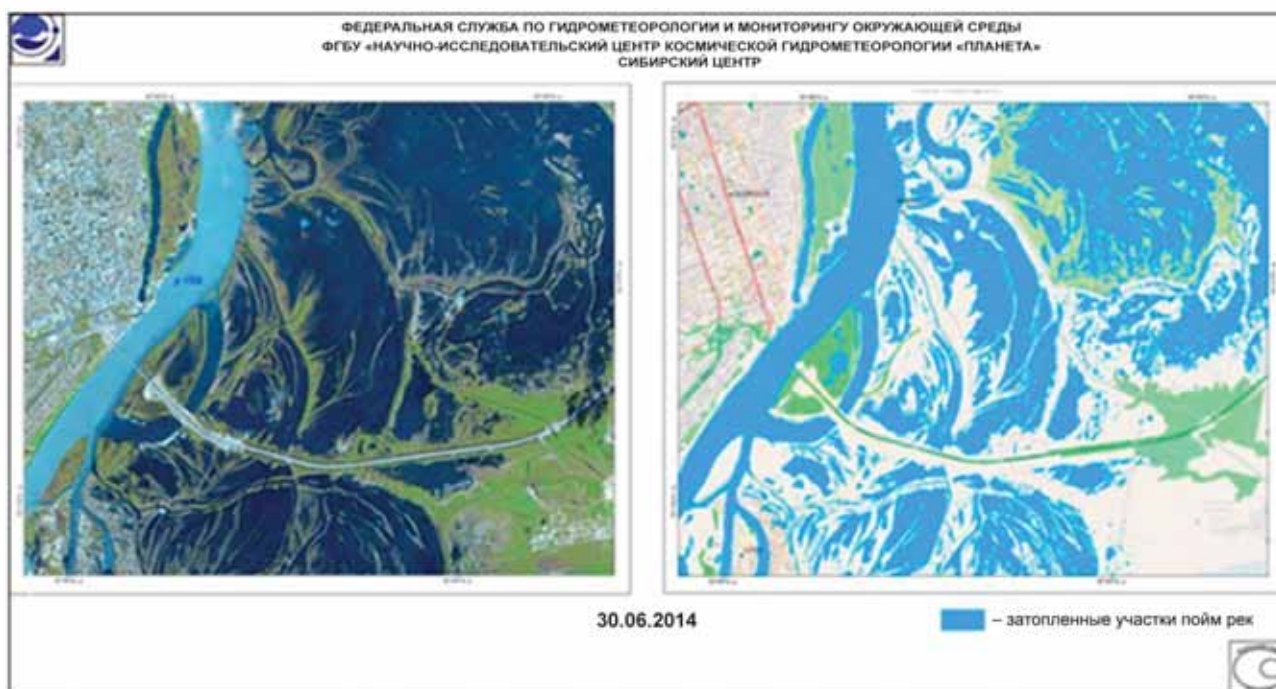 ФЕДЕРАЛЬНАЯ СЛУЖБА ПО ГИДРОМЕТЕОРОЛОГИИ И МОНИТОРИНГУ ОКРУЖАЮЩЕЙ СРЕДЫ
ФГБУ «НАУЧНО-ИССЛЕДОВАТЕЛЬСКИЙ ЦЕНТР КОСМИЧЕСКОЙ ГИДРОМЕТЕОРОЛОГИИ «ПЛАНЕТА»
СИБИРСКИЙ ЦЕНТР
30.06.2014
– затопленные участки пойм рек